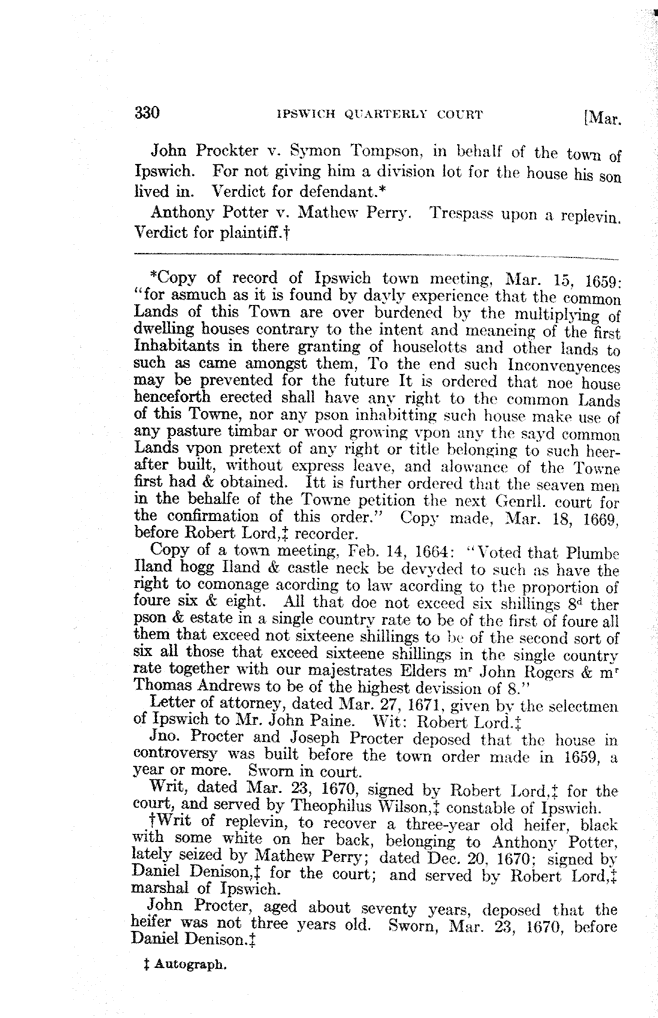 330 IPSWICH QUARTERLY COURT [Mar.
John Prockter v. Symon Tompson, in behalf of the town of
Ipswich. For not giving him a division lot for the house his son
lived in. Verdict for defendant.*
Anthony Potter v. Mathew Perry. Trespass upon a replevin.
Verdict for plaintiff.†
*Copy of record of Ipswich town meeting, Mar. 15, 1659:
"for asmuch as it is found by dayly experience that the common
Lands of this Town are over burdened by the multiplying of
dwelling houses contrary to the intent and meaneing of the first
Inhabitants in there granting of houselotts and other lands to
such as came amongst them, To the end such Inconvenyences
may be prevented for the future It is ordered that noe house
henceforth erected shall have any right to the common Lands
of this Towne, nor any pson inhabitting such house make use of
any pasture timbar or wood growing vpon any the sayd common
Lands vpon pretext of any right or title belonging to such heer-
after built, without express leave, and alowance of the Towne
first had & obtained. Itt is further ordered that the seaven men
in the behalfe of the Towne petition the next Genrll. court for
the confirmation of this order." Copy made, Mar. 18, 1669,
before Robert Lord,‡ recorder.
Copy of a town meeting, Feb. 14, 1664: "Voted that Plumbe
Iland hogg Iland & castle neck be devyded to such as have the
right to comonage acording to law acording to the proportion of
foure six & eight. All that doe not exceed six shillings 8ᵈ ther
pson & estate in a single country rate to be of the first of foure all
them that exceed not sixteene shillings to be of the second sort of
six all those that exceed sixteene shillings in the single country
rate together with our majestrates Elders mʳ John Rogers & mʳ
Thomas Andrews to be of the highest devission of 8."
Letter of attorney, dated Mar. 27, 1671, given by the selectmen
of Ipswich to Mr. John Paine. Wit: Robert Lord.‡
Jno. Procter and Joseph Procter deposed that the house in
controversy was built before the town order made in 1659, a
year or more. Sworn in court.
Writ, dated Mar. 23, 1670, signed by Robert Lord,‡ for the
court, and served by Theophilus Wilson,‡ constable of Ipswich.
†Writ of replevin, to recover a three-year old heifer, black
with some white on her back, belonging to Anthony Potter,
lately seized by Mathew Perry; dated Dec. 20, 1670; signed by
Daniel Denison,‡ for the court; and served by Robert Lord,‡
marshal of Ipswich.
John Procter, aged about seventy years, deposed that the
heifer was not three years old. Sworn, Mar. 23, 1670, before
Daniel Denison.‡
‡ Autograph.